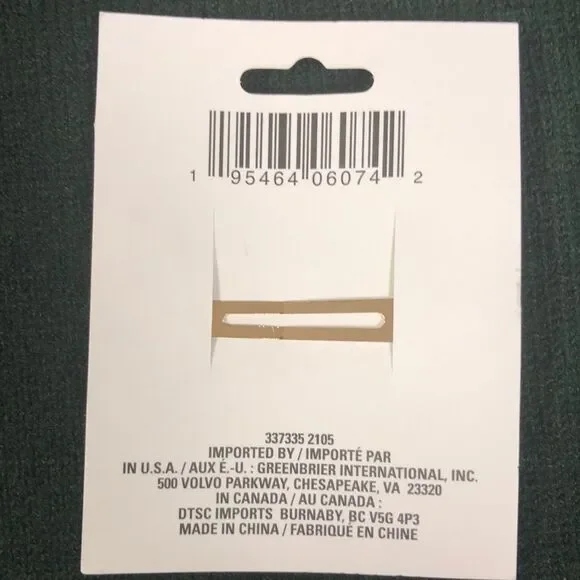 1 95464 06074 2
337335 2105
IMPORTED BY / IMPORTÉ PAR
IN U.S.A. / AUX É.-U. : GREENBRIER INTERNATIONAL, INC.
500 VOLVO PARKWAY, CHESAPEAKE, VA 23320
IN CANADA / AU CANADA :
DTSC IMPORTS BURNABY, BC V5G 4P3
MADE IN CHINA / FABRIQUÉ EN CHINE